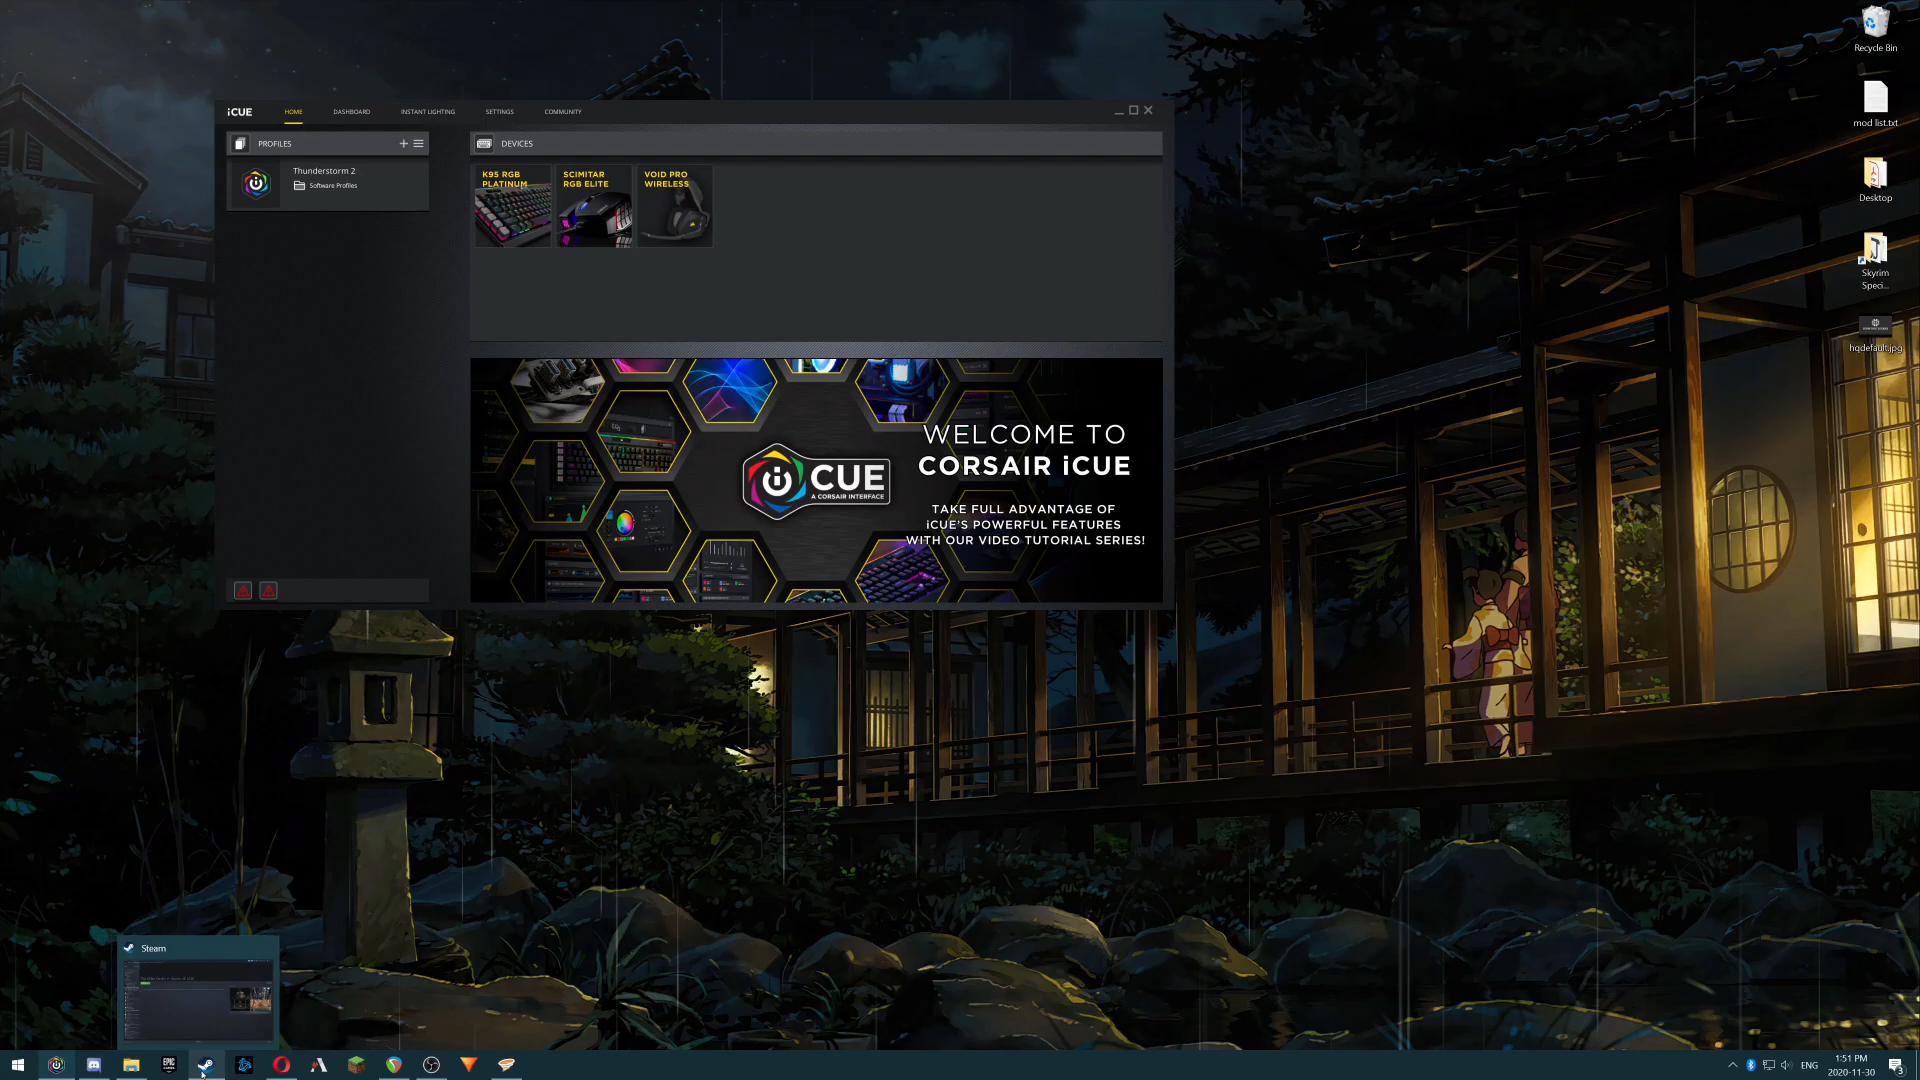 iCUE
HOME
DASHBOARD
INSTANT LIGHTING
SETTINGS
COMMUNITY
PROFILES
Thunderstorm 2
Software Profiles
DEVICES
K95 RGB
PLATINUM
SCIMITAR
RGB ELITE
VOID PRO
WIRELESS
CUE
A CORSAIR INTERFACE
WELCOME TO
CORSAIR iCUE
TAKE FULL ADVANTAGE OF
iCUE'S POWERFUL FEATURES
WITH OUR VIDEO TUTORIAL SERIES!
Recycle Bin
mod list.txt
Desktop
Skyrim
Speci...
hqdefault.jpg
Steam
EPIC
GAMES
ENG
1:51 PM
2020-11-30
3